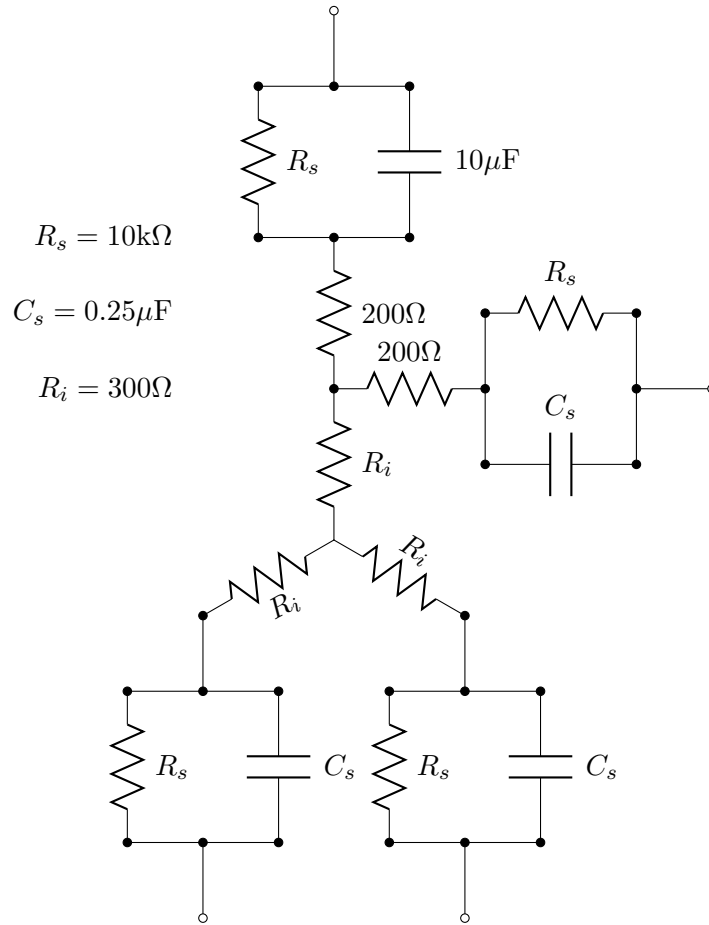 R_s
10μF
R_s = 10kΩ
R_s
C_s = 0.25μF
200Ω
200Ω
R_i = 300Ω
C_s
R_i
R_i
R_i
R_s
C_s
R_s
C_s